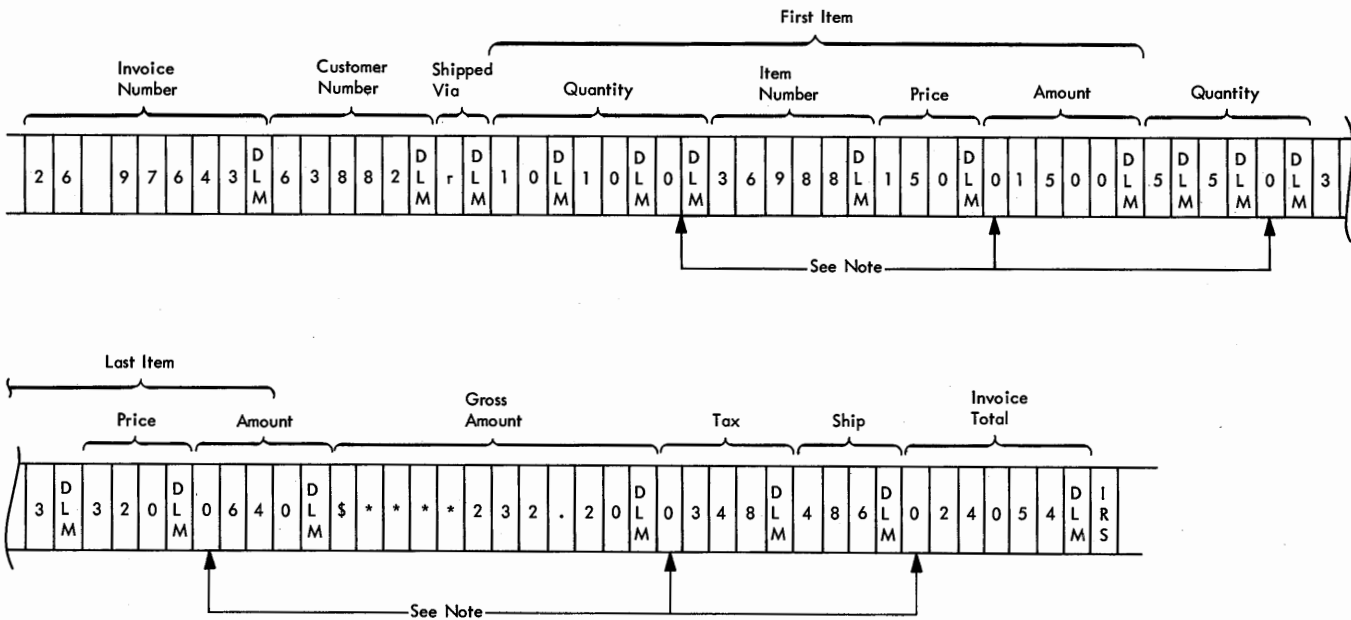 First Item
Invoice Number Customer Number Shipped Via Quantity Item Number Price Amount Quantity
2 6 9 7 6 4 3 DLM 6 3 8 8 2 DLM r DLM 1 0 DLM 1 0 DLM 0 DLM 3 6 9 8 8 DLM 1 5 0 DLM 0 1 5 0 0 DLM 5 DLM 5 DLM 0 DLM 3
See Note
Last Item
Price Amount Gross Amount Tax Ship Invoice Total
3 DLM 3 2 0 DLM 0 6 4 0 DLM $ * * * * 2 3 2 . 2 0 DLM 0 3 4 8 DLM 4 8 6 DLM 0 2 4 0 5 4 DLM IRS
See Note